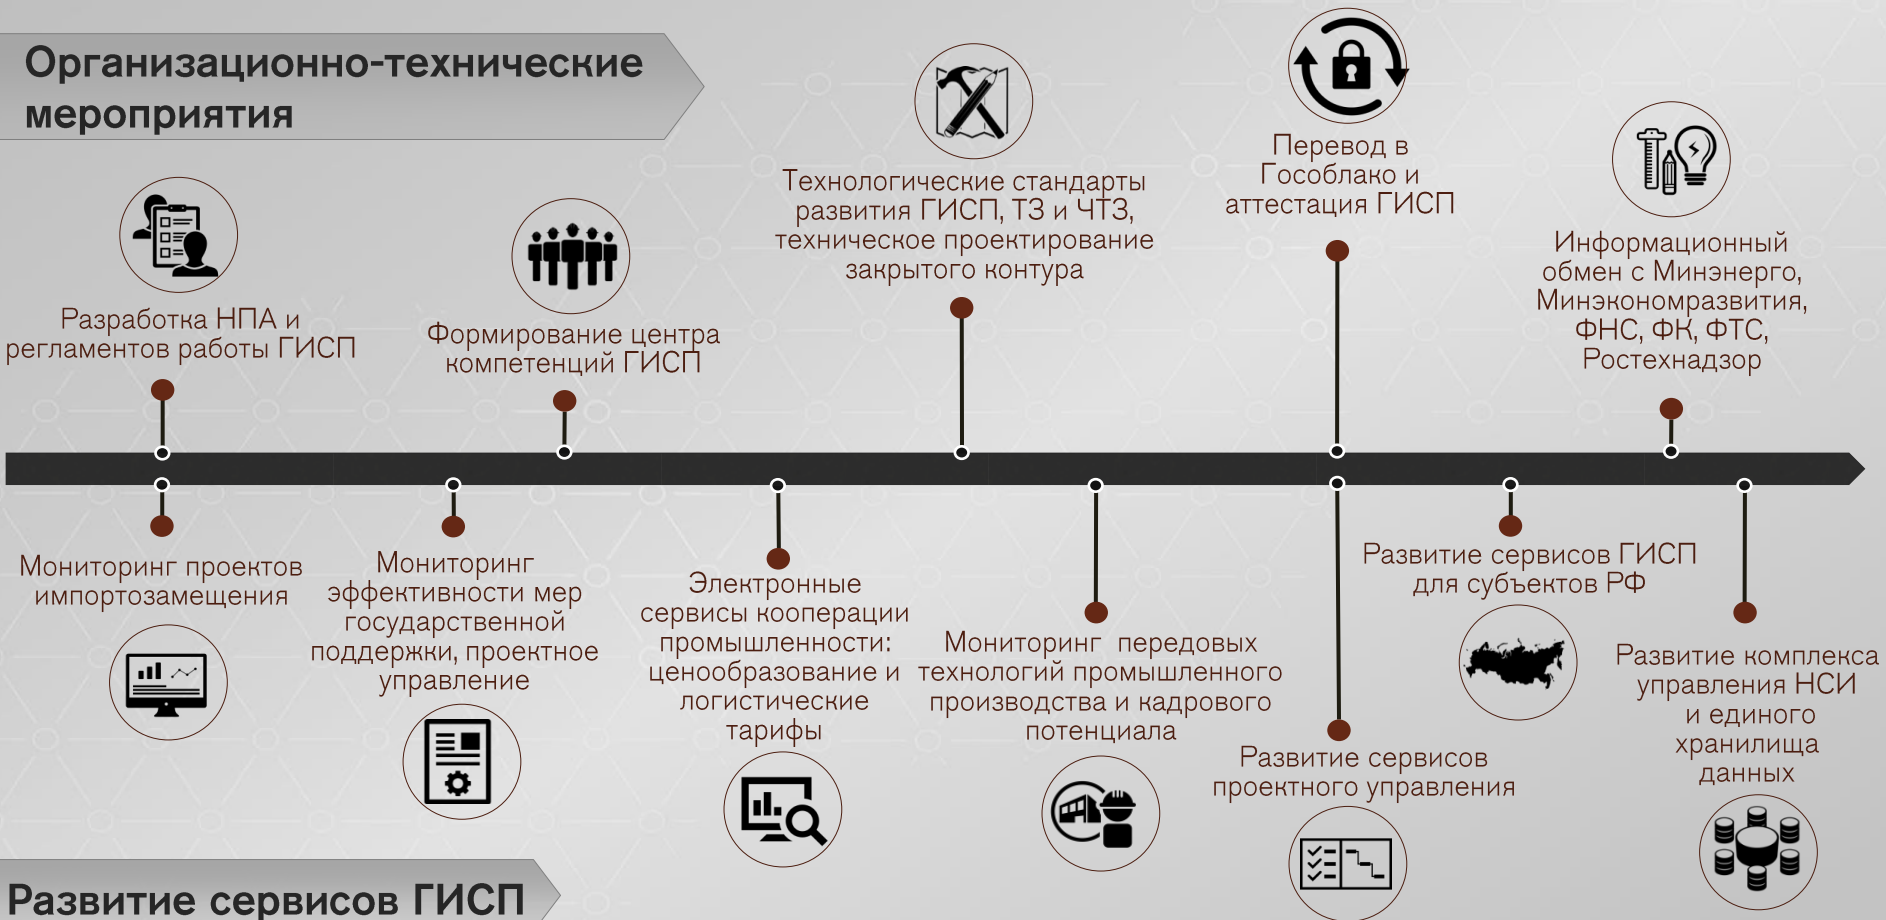 Организационно-технические
мероприятия
Разработка НПА и
регламентов работы ГИСП
Формирование центра
компетенций ГИСП
Технологические стандарты
развития ГИСП, ТЗ и ЧТЗ,
техническое проектирование
закрытого контура
Перевод в
Гособлако и
аттестация ГИСП
Информационный
обмен с Минэнерго,
Минэкономразвития,
ФНС, ФК, ФТС,
Ростехнадзор
Мониторинг проектов
импортозамещения
Мониторинг
эффективности мер
государственной
поддержки, проектное
управление
Электронные
сервисы кооперации
промышленности:
ценообразование и
логистические
тарифы
Мониторинг передовых
технологий промышленного
производства и кадрового
потенциала
Развитие сервисов
проектного управления
Развитие сервисов ГИСП
для субъектов РФ
Развитие комплекса
управления НСИ
и единого
хранилища
данных
Развитие сервисов ГИСП